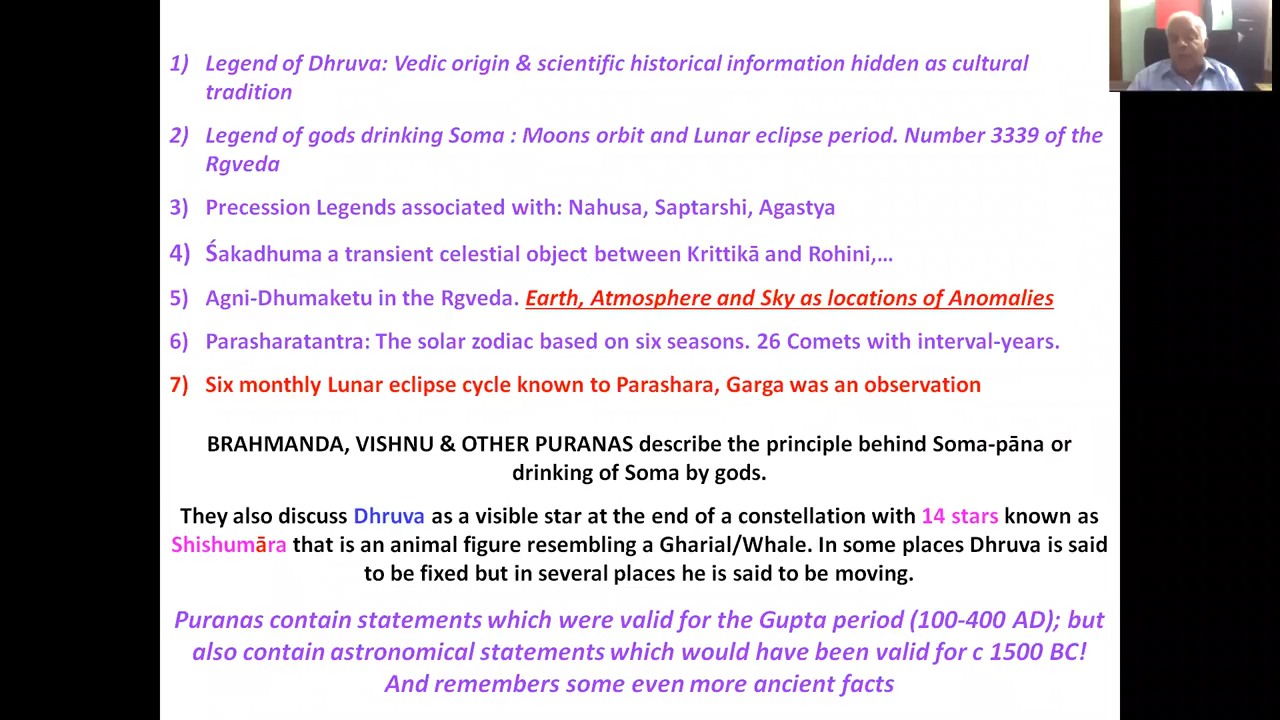 1) Legend of Dhruva: Vedic origin & scientific historical information hidden as cultural
tradition
2) Legend of gods drinking Soma : Moons orbit and Lunar eclipse period. Number 3339 of the
Rgveda
3) Precession Legends associated with: Nahusa, Saptarshi, Agastya
4) Śakadhuma a transient celestial object between Krittikā and Rohini,…
5) Agni-Dhumaketu in the Rgveda. Earth, Atmosphere and Sky as locations of Anomalies
6) Parasharatantra: The solar zodiac based on six seasons. 26 Comets with interval-years.
7) Six monthly Lunar eclipse cycle known to Parashara, Garga was an observation
BRAHMANDA, VISHNU & OTHER PURANAS describe the principle behind Soma-pāna or
drinking of Soma by gods.
They also discuss Dhruva as a visible star at the end of a constellation with 14 stars known as
Shishumāra that is an animal figure resembling a Gharial/Whale. In some places Dhruva is said
to be fixed but in several places he is said to be moving.
Puranas contain statements which were valid for the Gupta period (100-400 AD); but
also contain astronomical statements which would have been valid for c 1500 BC!
And remembers some even more ancient facts